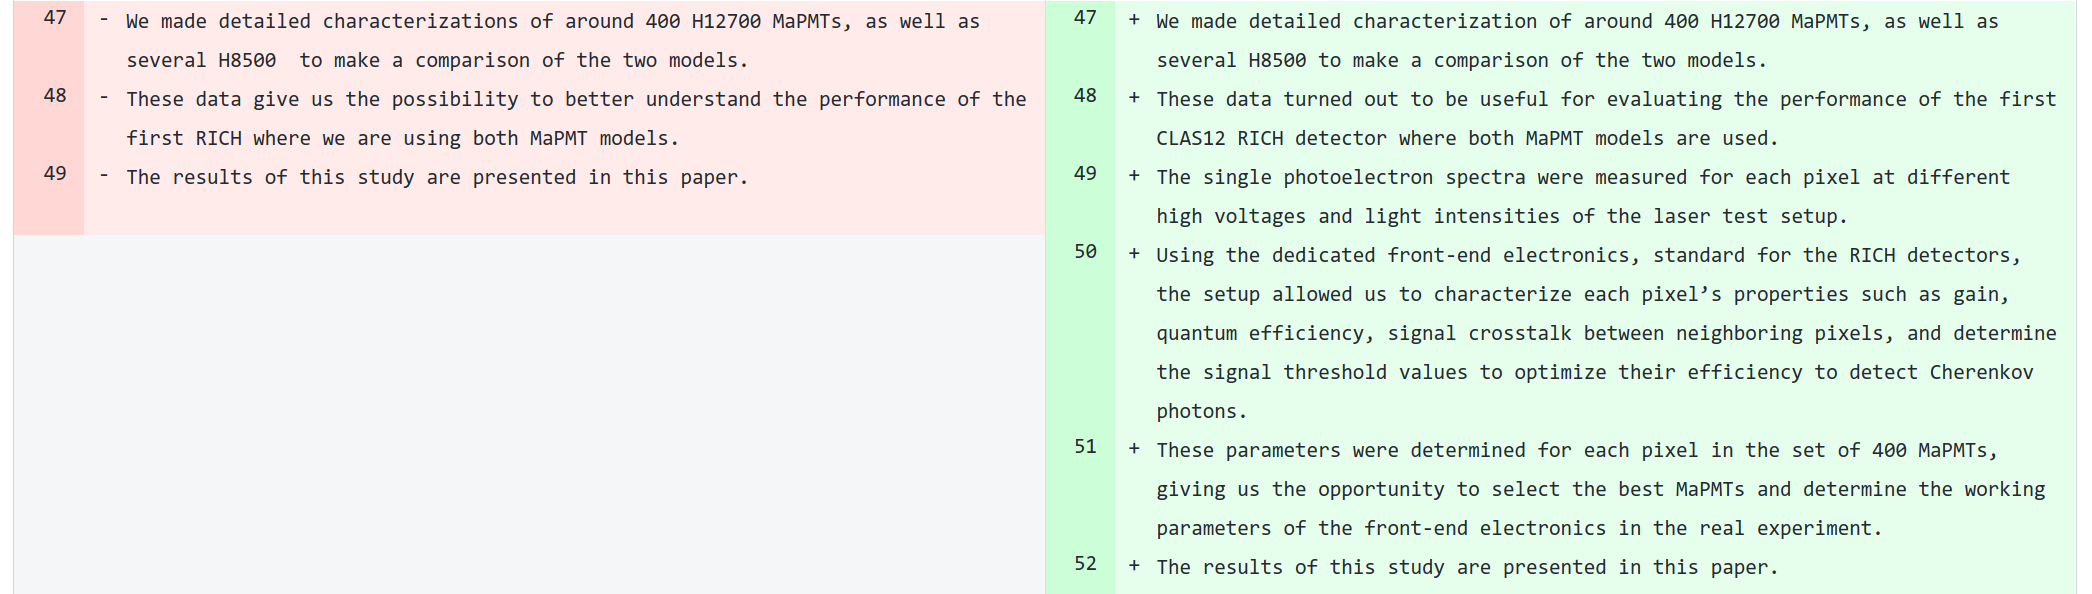 47 - We made detailed characterizations of around 400 H12700 MaPMTs, as well as
several H8500  to make a comparison of the two models.
48 - These data give us the possibility to better understand the performance of the
first RICH where we are using both MaPMT models.
49 - The results of this study are presented in this paper.
47 + We made detailed characterization of around 400 H12700 MaPMTs, as well as
several H8500 to make a comparison of the two models.
48 + These data turned out to be useful for evaluating the performance of the first
CLAS12 RICH detector where both MaPMT models are used.
49 + The single photoelectron spectra were measured for each pixel at different
high voltages and light intensities of the laser test setup.
50 + Using the dedicated front-end electronics, standard for the RICH detectors,
the setup allowed us to characterize each pixel’s properties such as gain,
quantum efficiency, signal crosstalk between neighboring pixels, and determine
the signal threshold values to optimize their efficiency to detect Cherenkov
photons.
51 + These parameters were determined for each pixel in the set of 400 MaPMTs,
giving us the opportunity to select the best MaPMTs and determine the working
parameters of the front-end electronics in the real experiment.
52 + The results of this study are presented in this paper.